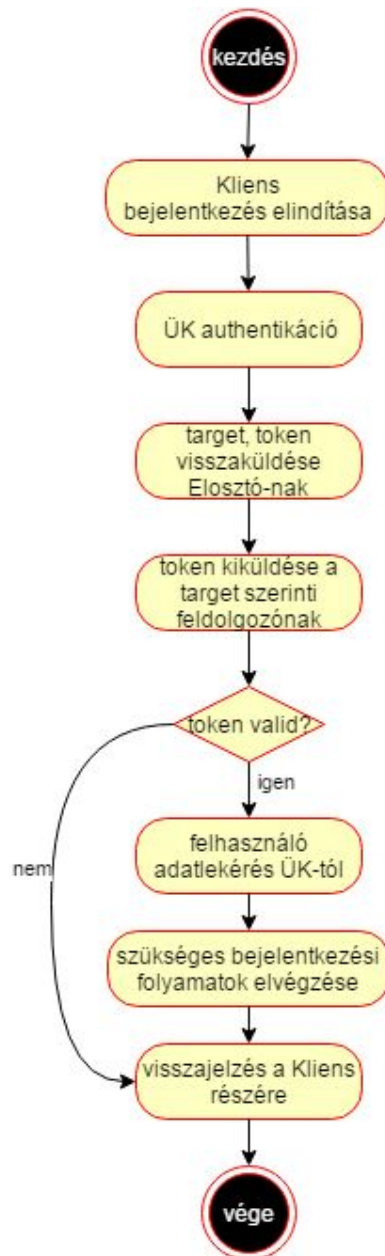 kezdés
Kliens
bejelentkezés elindítása
ÜK authentikáció
target, token
visszaküldése
Elosztó-nak
token kiküldése a
target szerinti
feldolgozónak
token valid?
igen
nem
felhasználó
adatlekérés ÜK-tól
szükséges bejelentkezési
folyamatok elvégzése
visszajelzés a Kliens
részére
vége